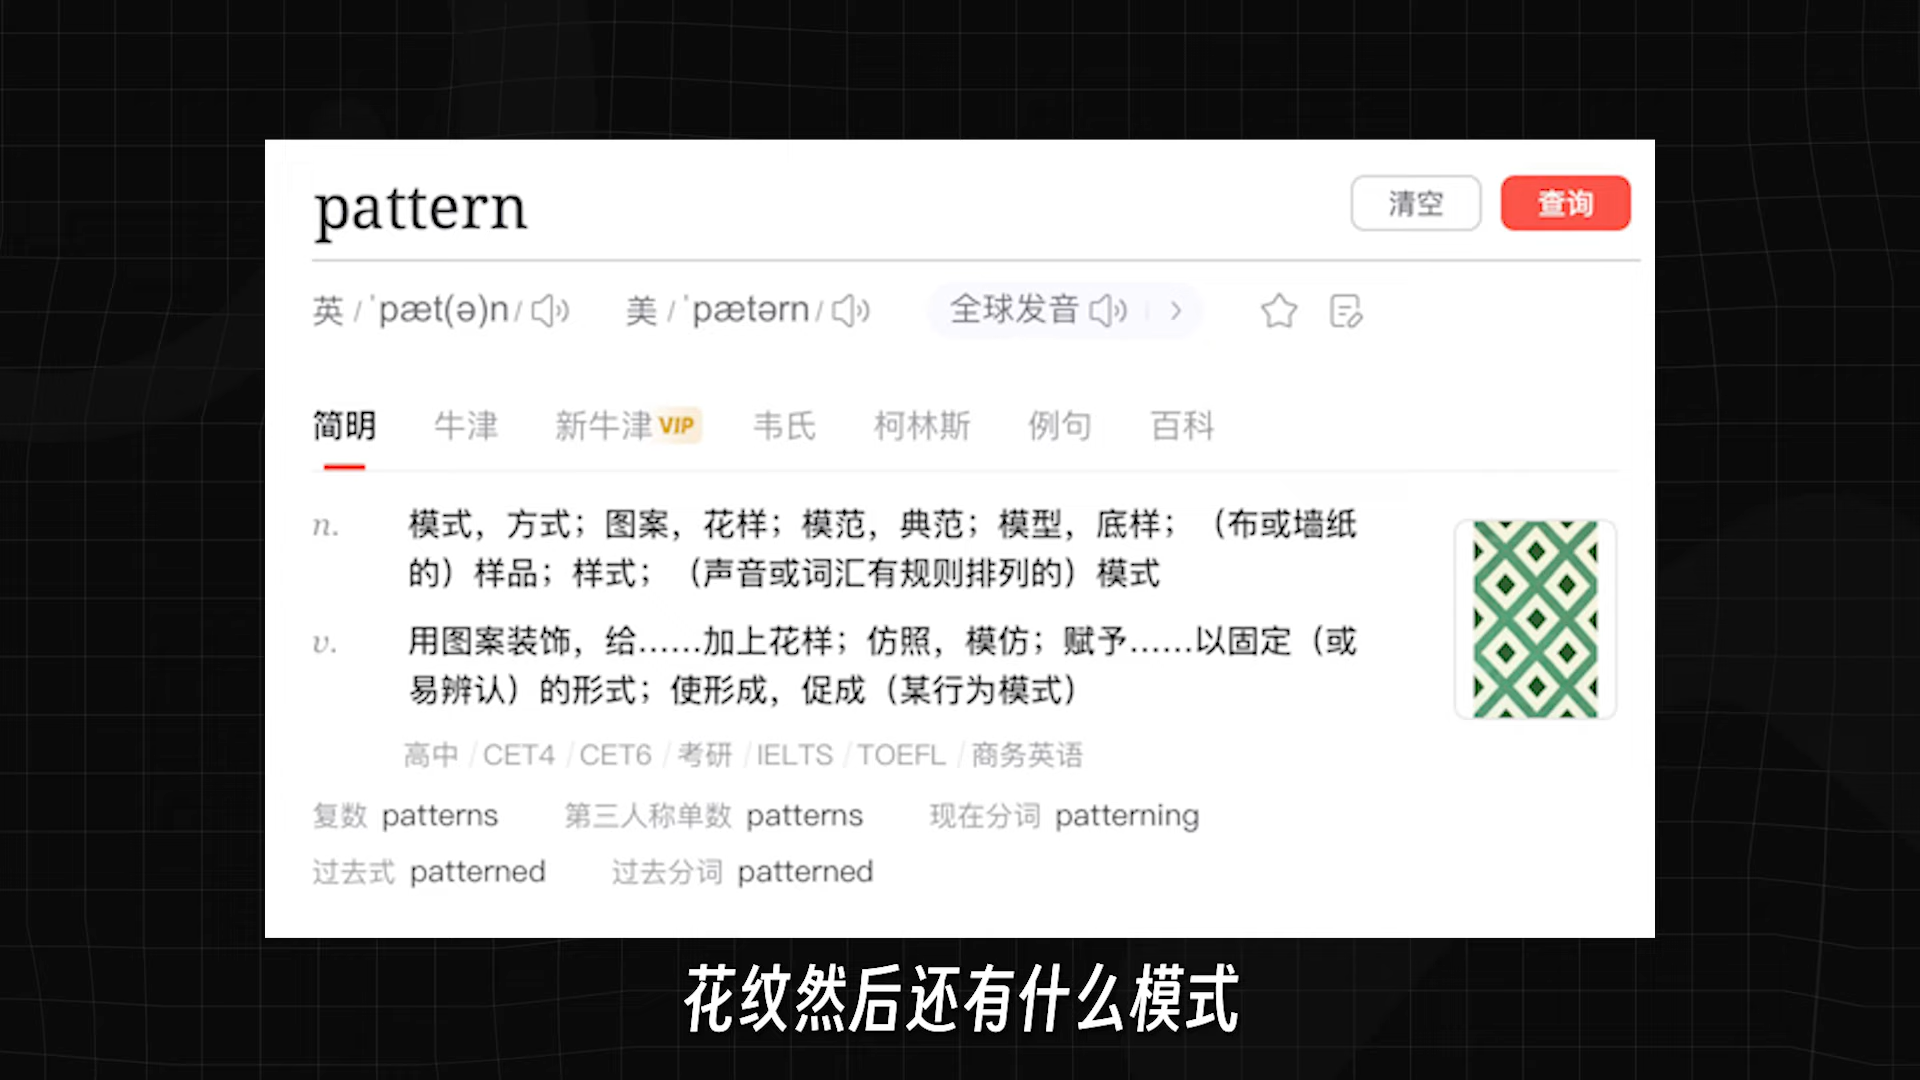 pattern
清空
查询
英 / ˈpæt(ə)n / 美 / ˈpætərn / 全球发音
简明 牛津 新牛津 VIP 韦氏 柯林斯 例句 百科
n. 模式，方式；图案，花样；模范，典范；模型，底样；（布或墙纸
的）样品；样式；（声音或词汇有规则排列的）模式
v. 用图案装饰，给……加上花样；仿照，模仿；赋予……以固定（或
易辨认）的形式；使形成，促成（某行为模式）
高中 / CET4 / CET6 / 考研 / IELTS / TOEFL / 商务英语
复数 patterns 第三人称单数 patterns 现在分词 patterning
过去式 patterned 过去分词 patterned
花纹然后还有什么模式